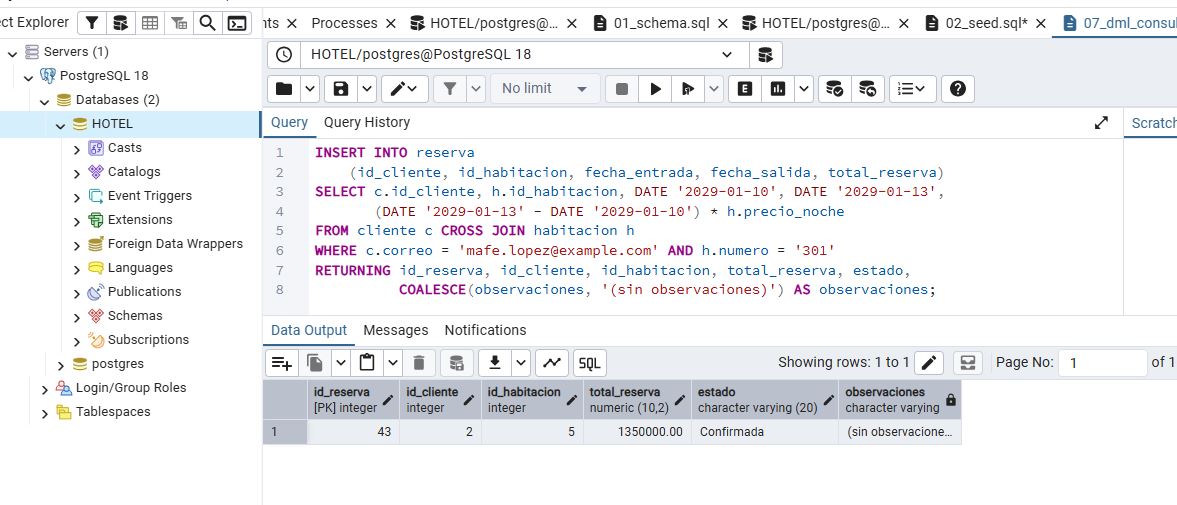 ct Explorer
nts Processes HOTEL/postgres@... 01_schema.sql HOTEL/postgres@... 02_seed.sql* 07_dml_consul
Servers (1)
PostgreSQL 18
Databases (2)
HOTEL
Casts
Catalogs
Event Triggers
Extensions
Foreign Data Wrappers
Languages
Publications
Schemas
Subscriptions
postgres
Login/Group Roles
Tablespaces
HOTEL/postgres@PostgreSQL 18
No limit E
Query Query History Scratch
1 INSERT INTO reserva
2 (id_cliente, id_habitacion, fecha_entrada, fecha_salida, total_reserva)
3 SELECT c.id_cliente, h.id_habitacion, DATE '2029-01-10', DATE '2029-01-13',
4 (DATE '2029-01-13' - DATE '2029-01-10') * h.precio_noche
5 FROM cliente c CROSS JOIN habitacion h
6 WHERE c.correo = 'mafe.lopez@example.com' AND h.numero = '301'
7 RETURNING id_reserva, id_cliente, id_habitacion, total_reserva, estado,
8 COALESCE(observaciones, '(sin observaciones)') AS observaciones;
Data Output Messages Notifications
SQL Showing rows: 1 to 1 Page No: 1 of 1
id_reserva id_cliente id_habitacion total_reserva estado observaciones
[PK] integer integer integer numeric (10,2) character varying (20) character varying
1 43 2 5 1350000.00 Confirmada (sin observacione...